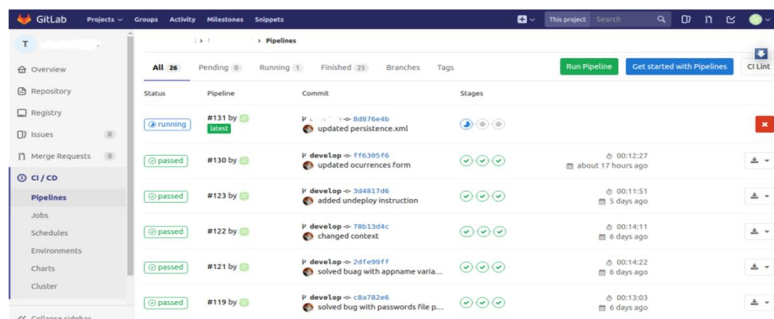 GitLab Projects Groups Activity Milestones Snippets This project Search
T
> Pipelines
Overview
Repository
Registry
Issues 0
Merge Requests 0
CI / CD
Pipelines
Jobs
Schedules
Environments
Charts
Cluster
Collapse sidebar
All 26 Pending 0 Running 1 Finished 25 Branches Tags Run Pipeline Get started with Pipelines CI Lint
Status Pipeline Commit Stages
running #131 by 8d876e4b
latest updated persistence.xml
passed #130 by develop ff6305f6 00:12:27
updated ocurrences form about 17 hours ago
passed #123 by develop 3d4817d6 00:11:51
added undeploy instruction 5 days ago
passed #122 by develop 78b13d4c 00:14:11
changed context 6 days ago
passed #121 by develop 2dfe99ff 00:14:22
solved buag with appname varia... 6 days ago
passed #119 by develop c8a782e6 00:13:03
solved bug with passwords file p... 6 days ago